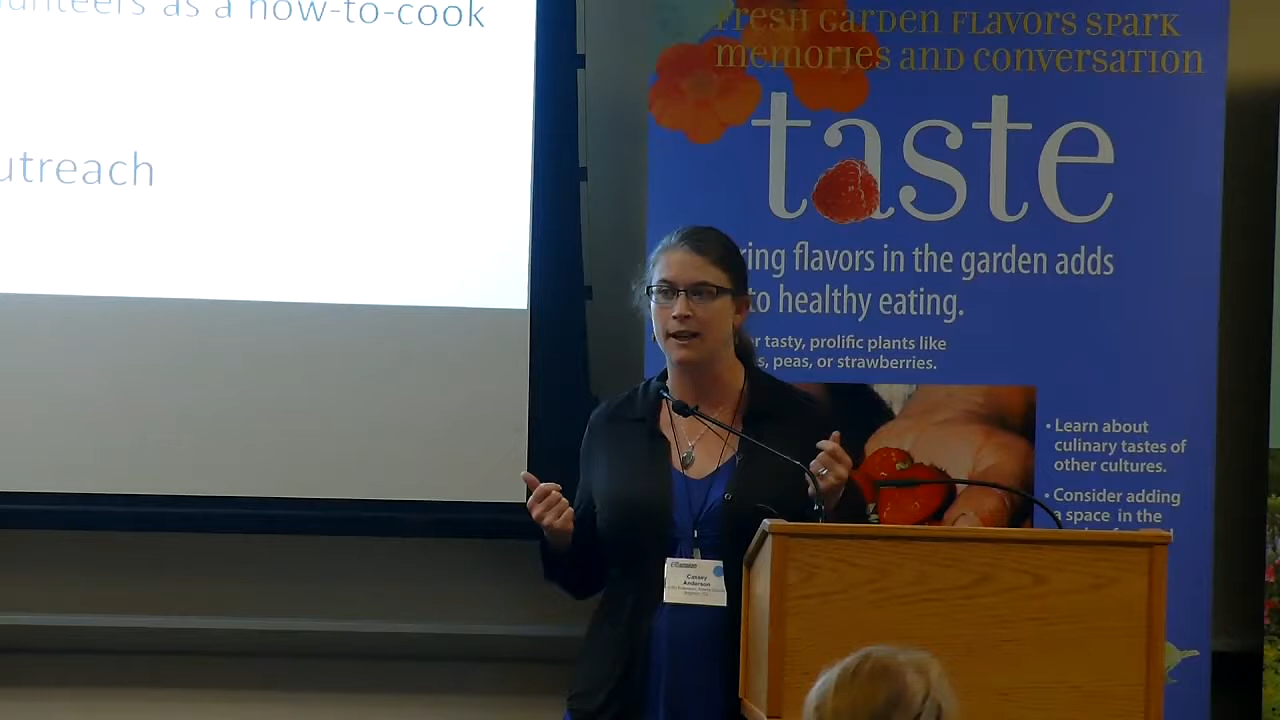 unteers as a how-to-cook
utreach
Fresh Garden Flavors Spark
Memories and Conversation
taste
ring flavors in the garden adds
to healthy eating.
r tasty, prolific plants like
s, peas, or strawberries.
• Learn about
culinary tastes of
other cultures.
• Consider adding
a space in the
Cassey
Anderson